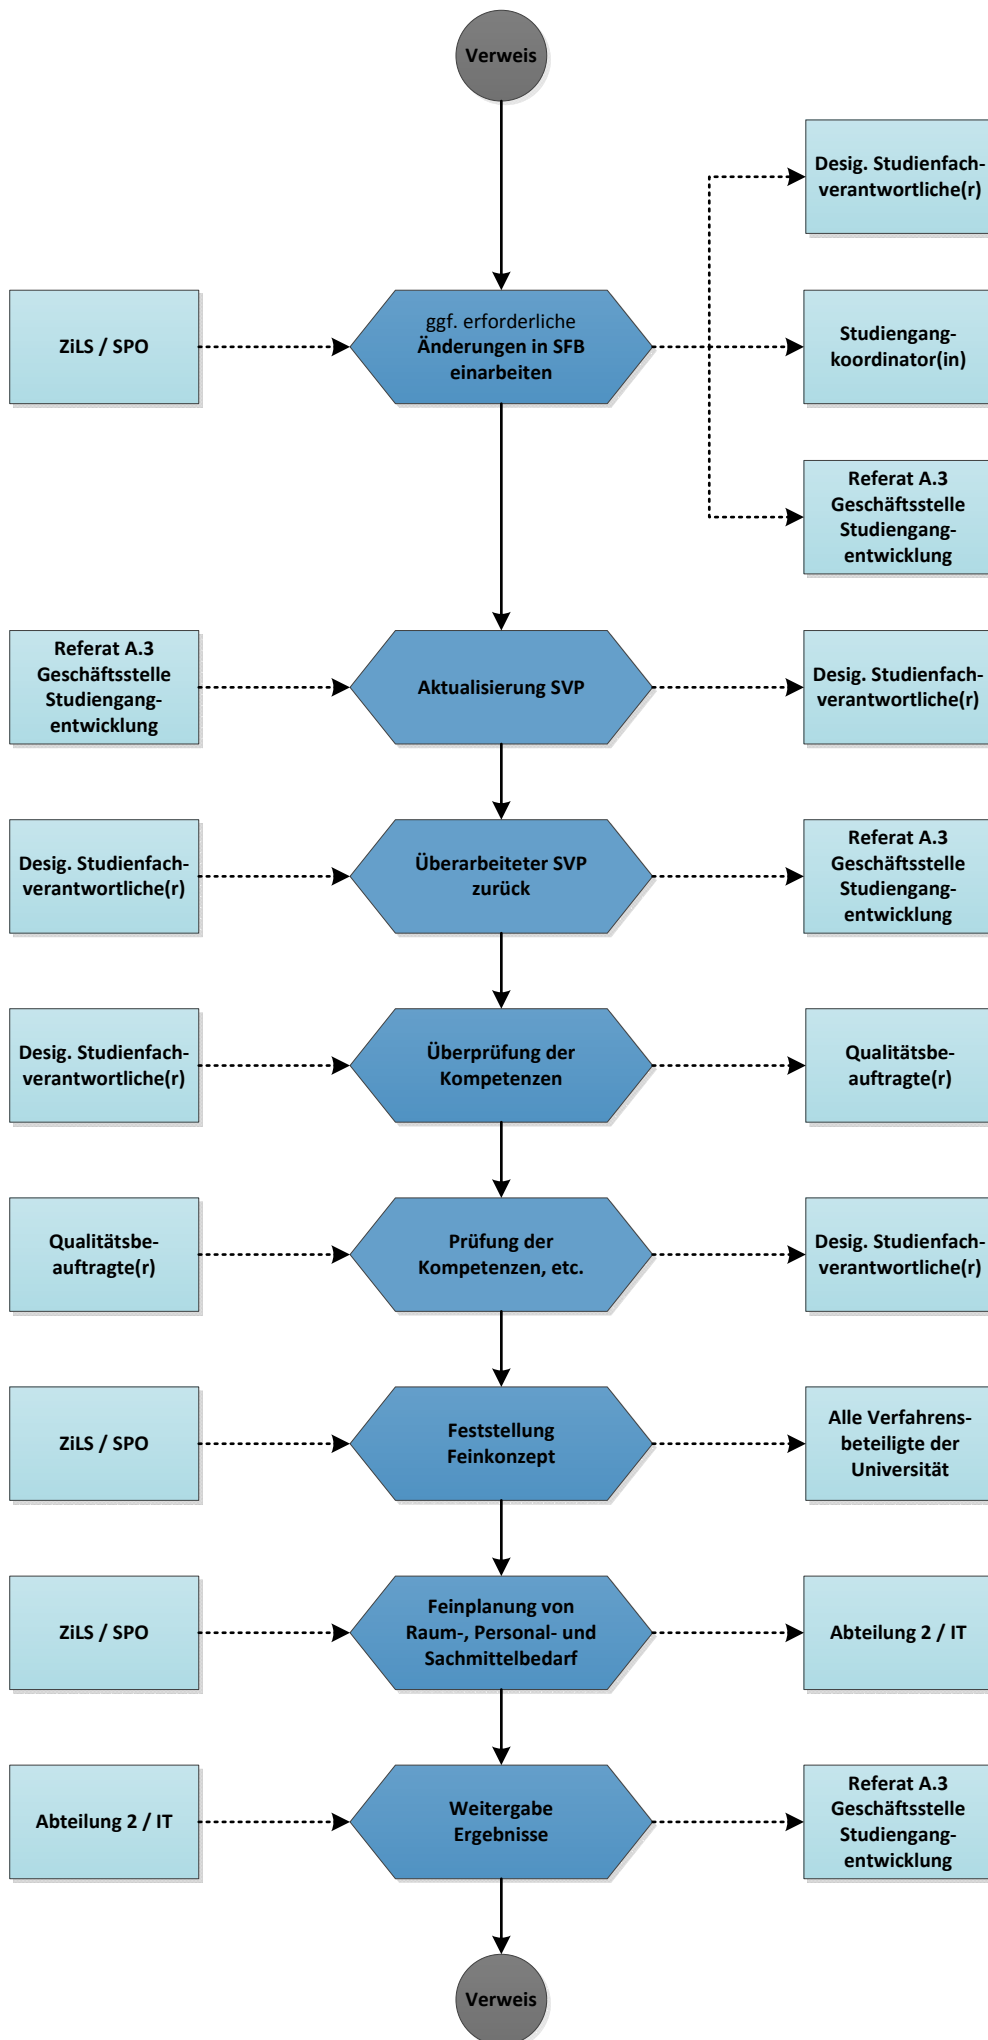 Verweis
Desig. Studienfach-
verantwortliche(r)
ZiLS / SPO
ggf. erforderliche
Änderungen in SFB
einarbeiten
Studiengang-
koordinator(in)
Referat A.3
Geschäftsstelle
Studiengang-
entwicklung
Referat A.3
Geschäftsstelle
Studiengang-
entwicklung
Aktualisierung SVP
Desig. Studienfach-
verantwortliche(r)
Desig. Studienfach-
verantwortliche(r)
Überarbeiteter SVP
zurück
Referat A.3
Geschäftsstelle
Studiengang-
entwicklung
Desig. Studienfach-
verantwortliche(r)
Überprüfung der
Kompetenzen
Qualitätsbe-
auftragte(r)
Qualitätsbe-
auftragte(r)
Prüfung der
Kompetenzen, etc.
Desig. Studienfach-
verantwortliche(r)
ZiLS / SPO
Feststellung
Feinkonzept
Alle Verfahrens-
beteiligte der
Universität
ZiLS / SPO
Feinplanung von
Raum-, Personal- und
Sachmittelbedarf
Abteilung 2 / IT
Abteilung 2 / IT
Weitergabe
Ergebnisse
Referat A.3
Geschäftsstelle
Studiengang-
entwicklung
Verweis